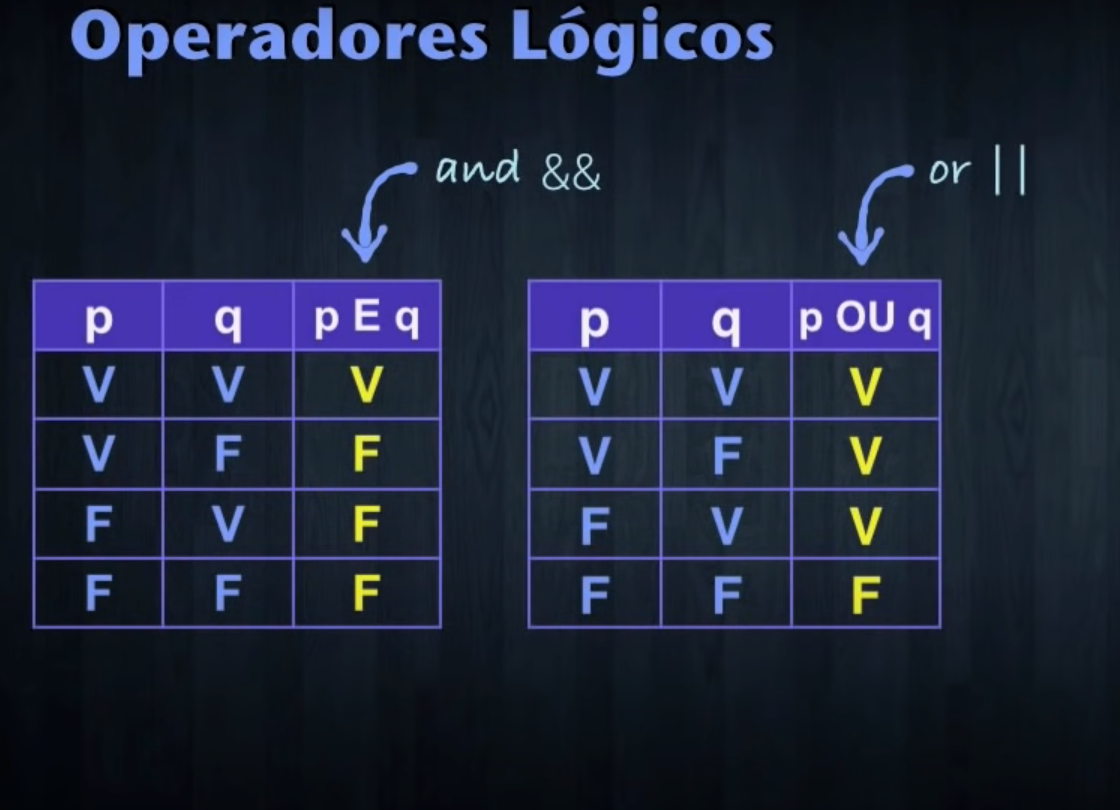 Operadores Lógicos
and &&
or ||
p q p E q
V V V
V F F
F V F
F F F
p q p OU q
V V V
V F V
F V V
F F F